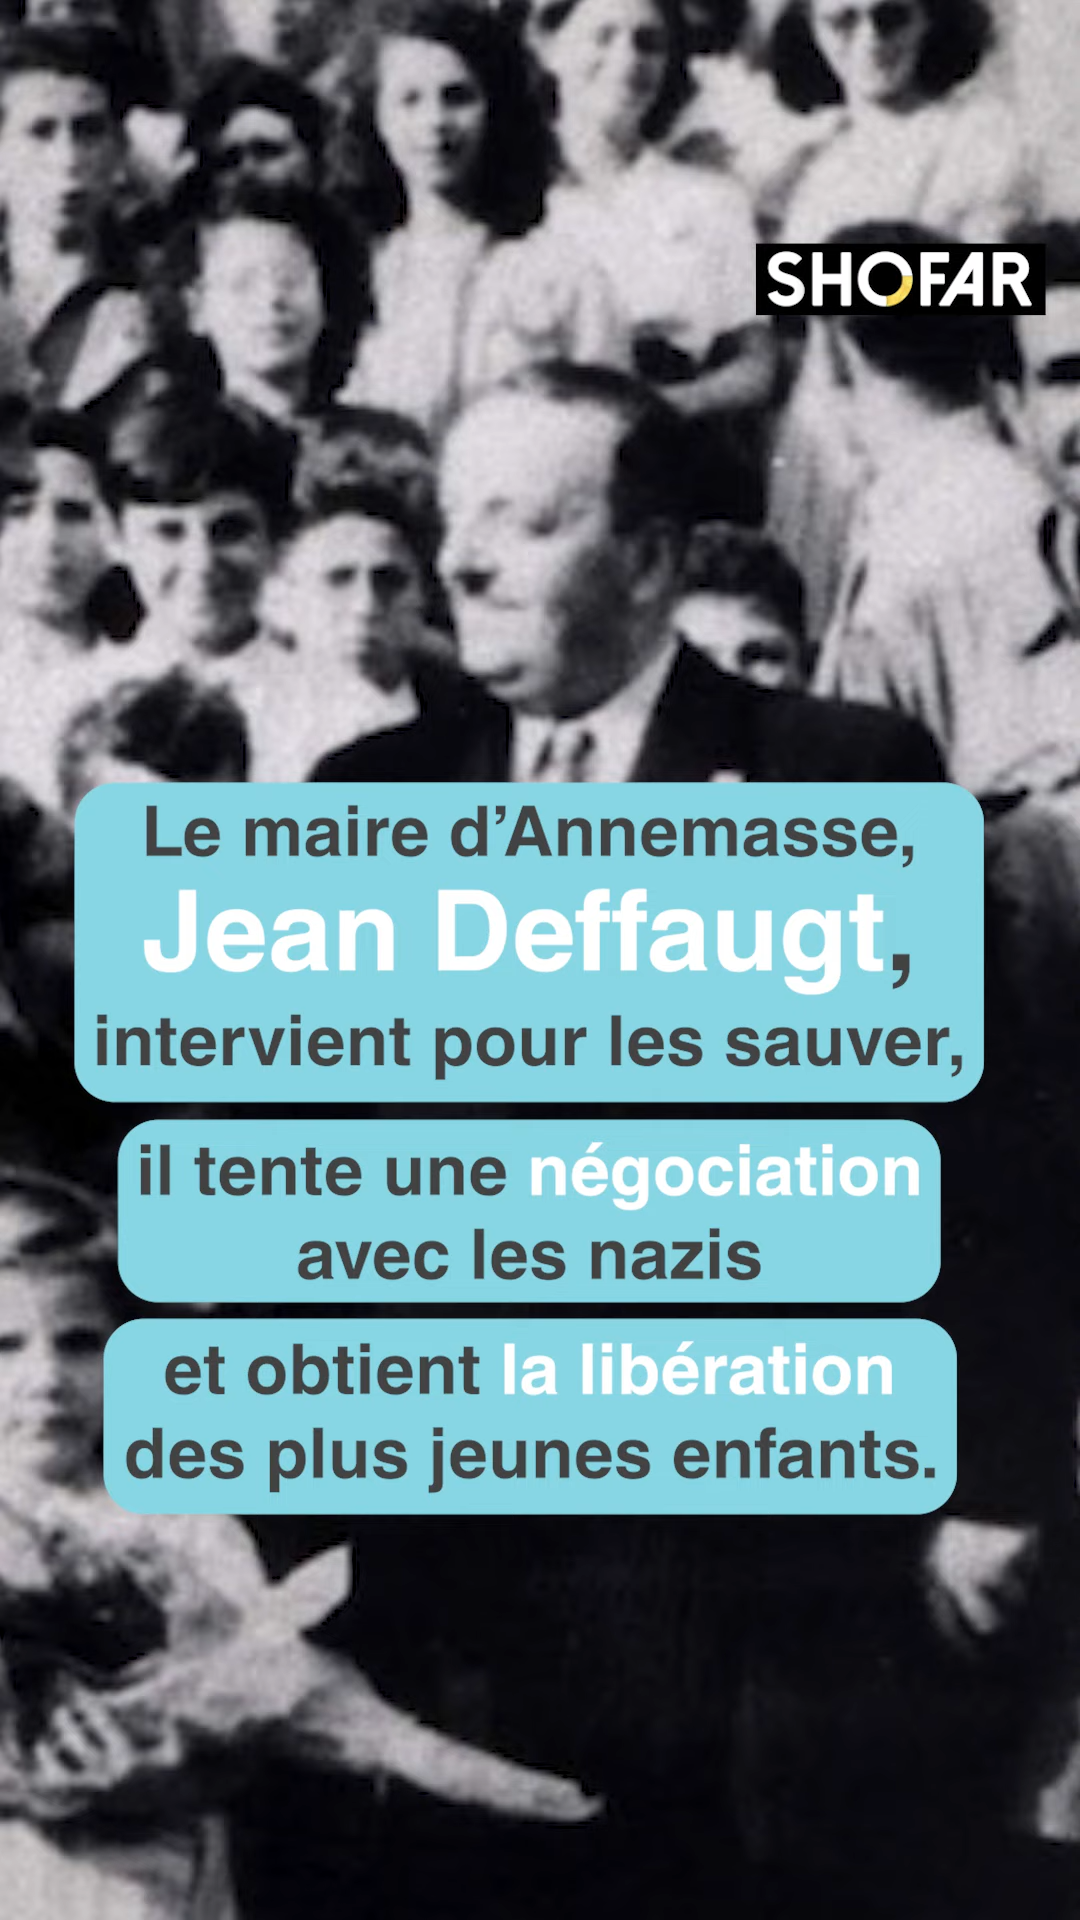 SHOFAR
Le maire d’Annemasse,
Jean Deffaugt,
intervient pour les sauver,
il tente une négociation
avec les nazis
et obtient la libération
des plus jeunes enfants.